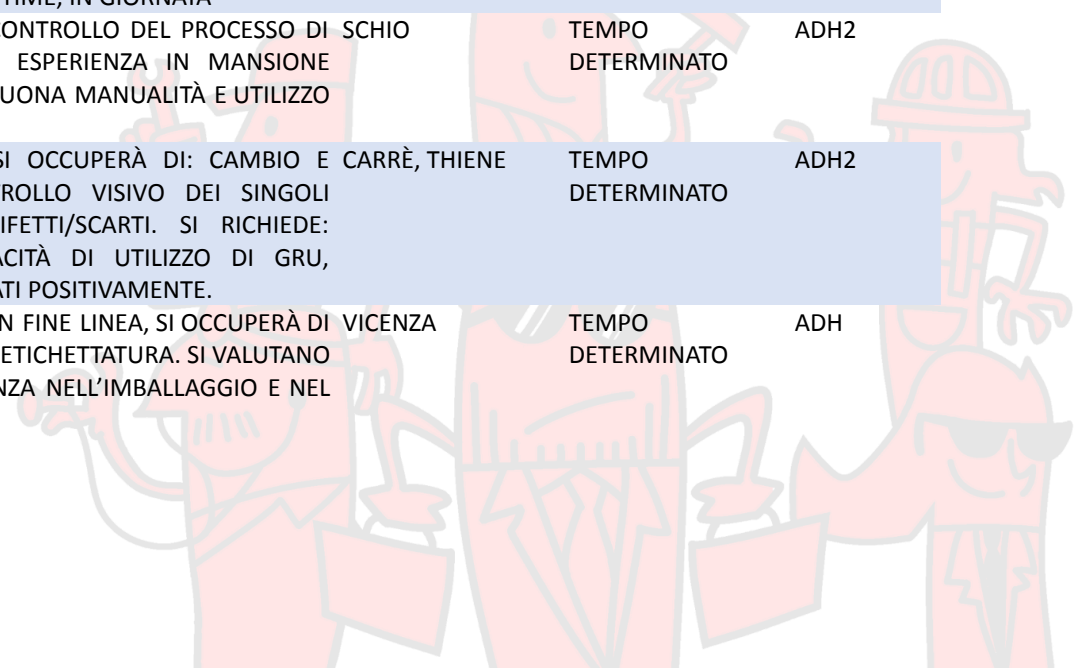 TIME, IN GIORNATA
CONTROLLO DEL PROCESSO DI SCHIO TEMPO ADH2
ESPERIENZA IN MANSIONE DETERMINATO
UONA MANUALITÀ E UTILIZZO
SI OCCUPERÀ DI: CAMBIO E CARRÈ, THIENE TEMPO ADH2
ROLLO VISIVO DEI SINGOLI DETERMINATO
IFETTI/SCARTI. SI RICHIEDE:
ACITÀ DI UTILIZZO DI GRU,
ATI POSITIVAMENTE.
N FINE LINEA, SI OCCUPERÀ DI VICENZA TEMPO ADH
ETICHETTATURA. SI VALUTANO DETERMINATO
NZA NELL'IMBALLAGGIO E NEL